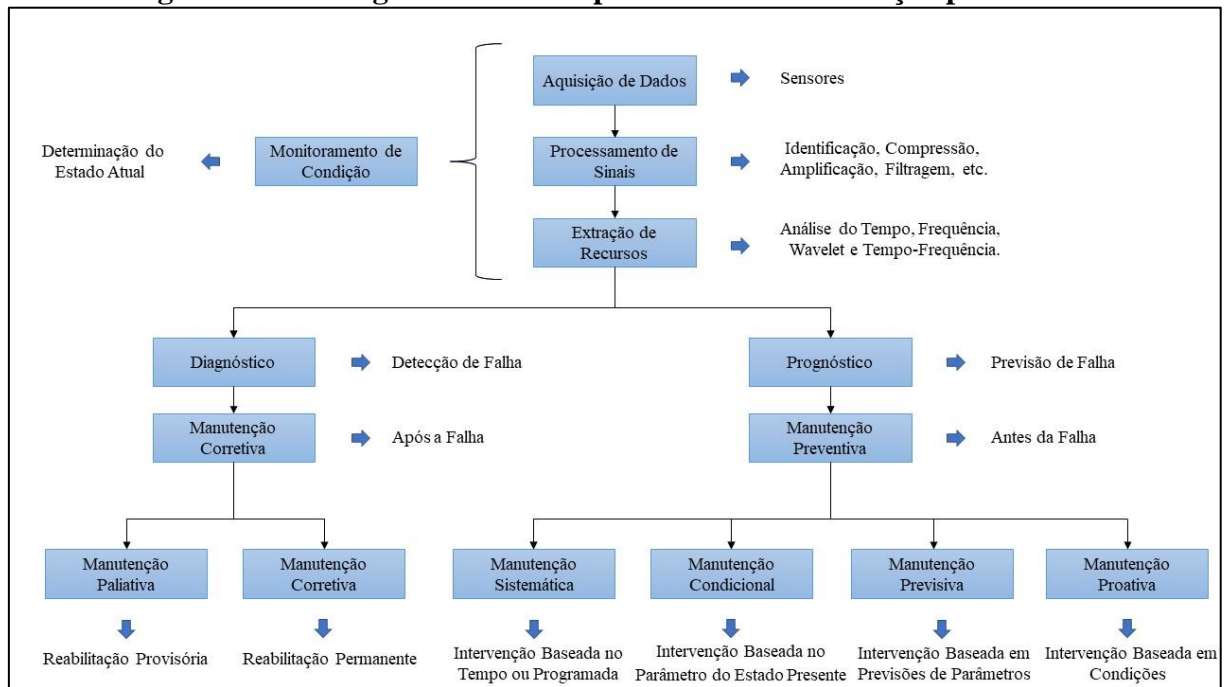 Aquisição de Dados
Sensores
Determinação do
Estado Atual
Monitoramento de
Condição
Processamento de
Sinais
Identificação, Compressão,
Amplificação, Filtragem, etc.
Extração de
Recursos
Análise do Tempo, Frequência,
Wavelet e Tempo-Frequência.
Diagnóstico
Detecção de Falha
Prognóstico
Previsão de Falha
Manutenção
Corretiva
Após a Falha
Manutenção
Preventiva
Antes da Falha
Manutenção
Paliativa
Manutenção
Corretiva
Manutenção
Sistemática
Manutenção
Condicional
Manutenção
Previsiva
Manutenção
Proativa
Reabilitação Provisória
Reabilitação Permanente
Intervenção Baseada no
Tempo ou Programada
Intervenção Baseada no
Parâmetro do Estado Presente
Intervenção Baseada em
Previsões de Parâmetros
Intervenção Baseada em
Condições